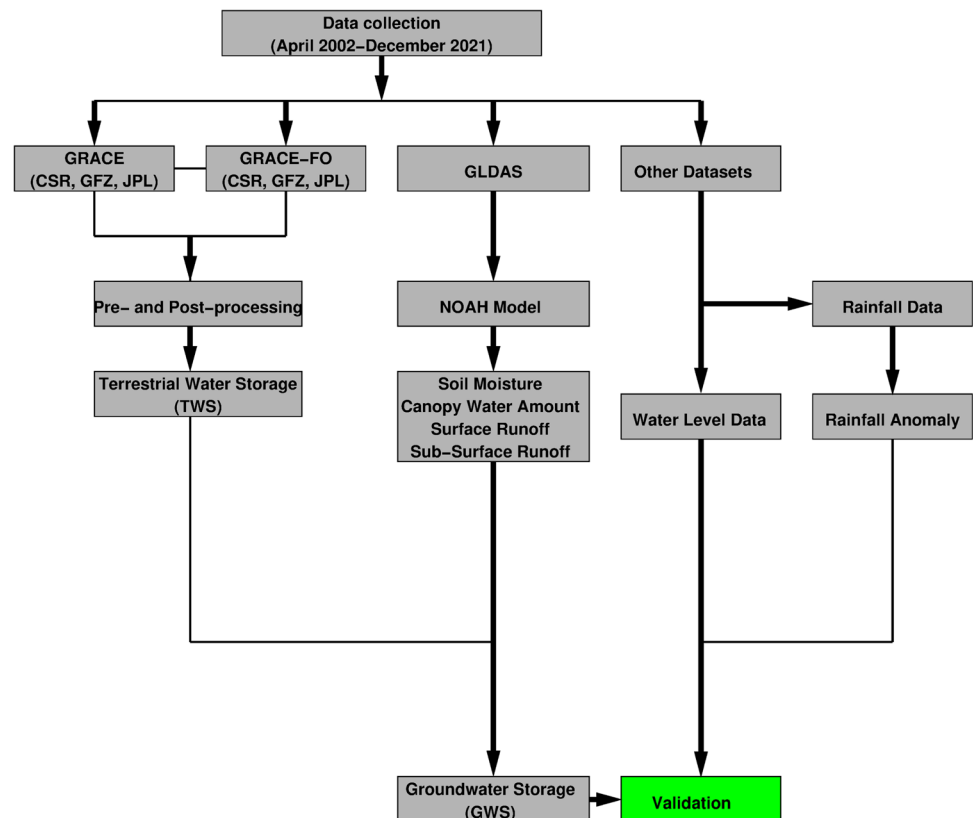 Data collection
(April 2002−December 2021)
GRACE
(CSR, GFZ, JPL)
GRACE−FO
(CSR, GFZ, JPL)
GLDAS
Other Datasets
Pre− and Post−processing
NOAH Model
Rainfall Data
Terrestrial Water Storage
(TWS)
Soil Moisture
Canopy Water Amount
Surface Runoff
Sub−Surface Runoff
Water Level Data
Rainfall Anomaly
Groundwater Storage
(GWS)
Validation